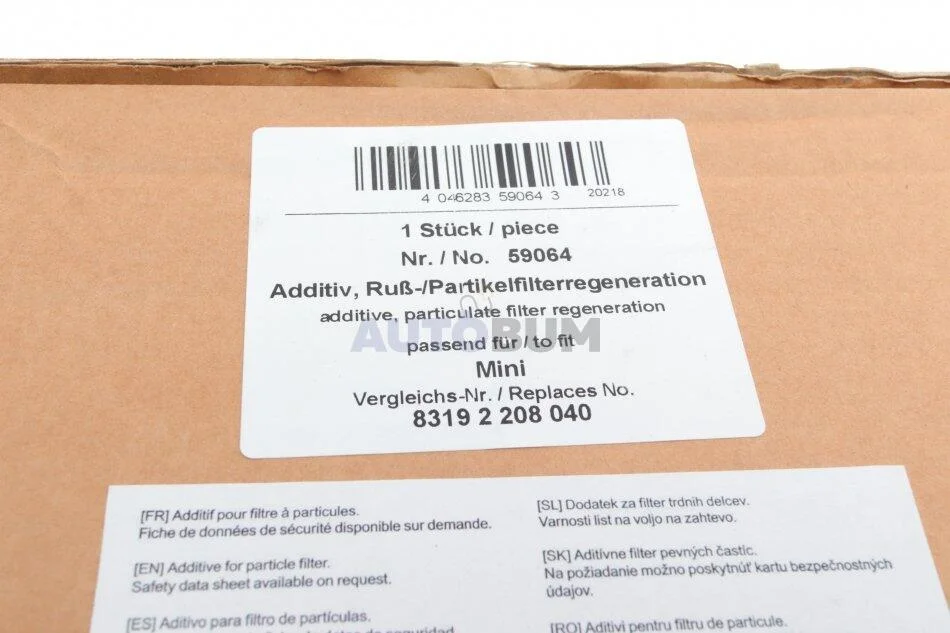 4 046283 59064 3
20218
1 Stück / piece
Nr. / No. 59064
Additiv, Ruß-/Partikelfilterregeneration
additive, particulate filter regeneration
AUTOBUM
passend für / to fit
Mini
Vergleichs-Nr. / Replaces No.
8319 2 208 040
[FR] Additif pour filtre à particules.
Fiche de données de sécurité disponible sur demande.
[EN] Additive for particle filter.
Safety data sheet available on request.
[ES] Aditivo para filtro de partículas.
[SL] Dodatek za filter trdnih delcev.
Varnosti list na voljo na zahtevo.
[SK] Aditívne filter pevných častíc.
Na požiadanie možno poskytnúť kartu bezpečnostných
údajov.
[RO] Aditivi pentru filtru de particule.